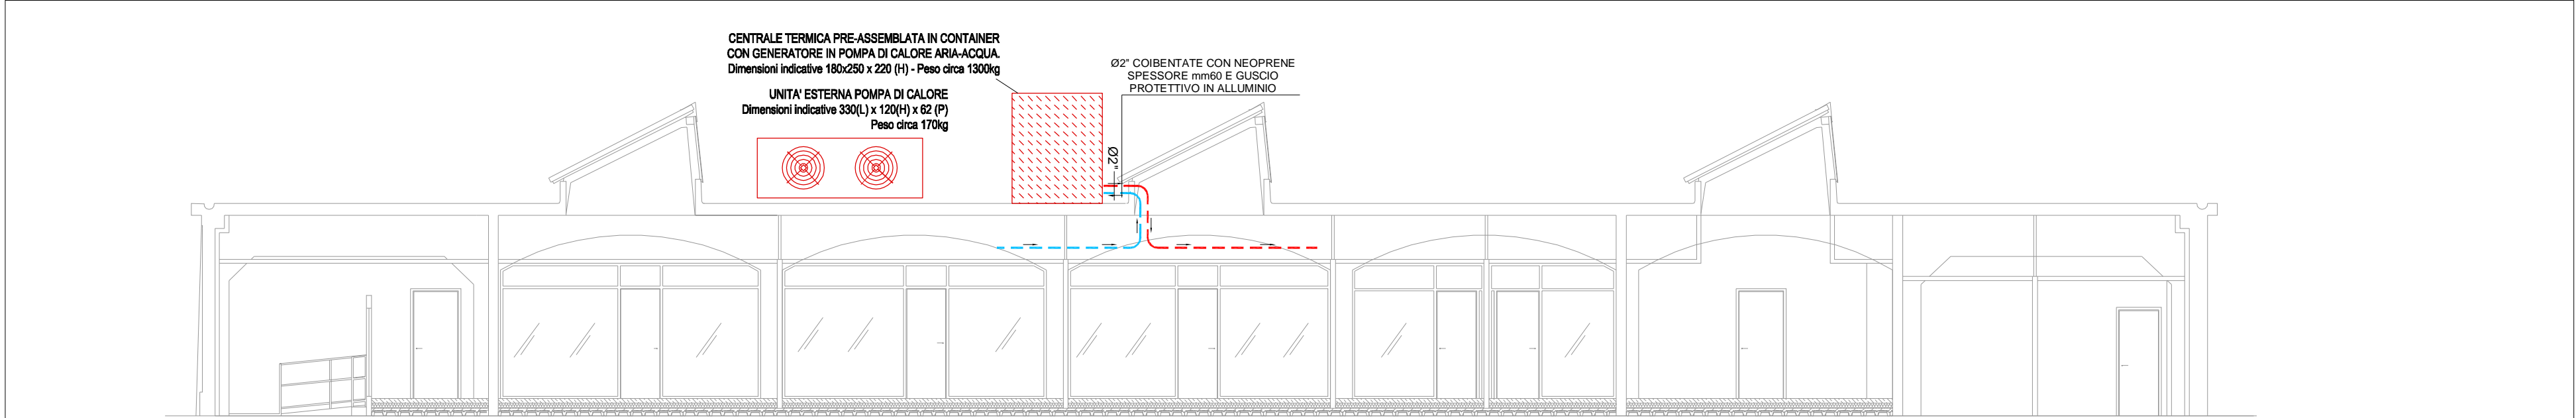 CENTRALE TERMICA PRE-ASSEMBLATA IN CONTAINER
CON GENERATORE IN POMPA DI CALORE ARIA-ACQUA.
Dimensioni indicative 180x250 x 220 (H) - Peso circa 1300kg
UNITA' ESTERNA POMPA DI CALORE
Dimensioni indicative 330(L) x 120(H) x 62 (P)
Peso circa 170kg
Ø2" COIBENTATE CON NEOPRENE
SPESSORE mm60 E GUSCIO
PROTETTIVO IN ALLUMINIO
Ø2"